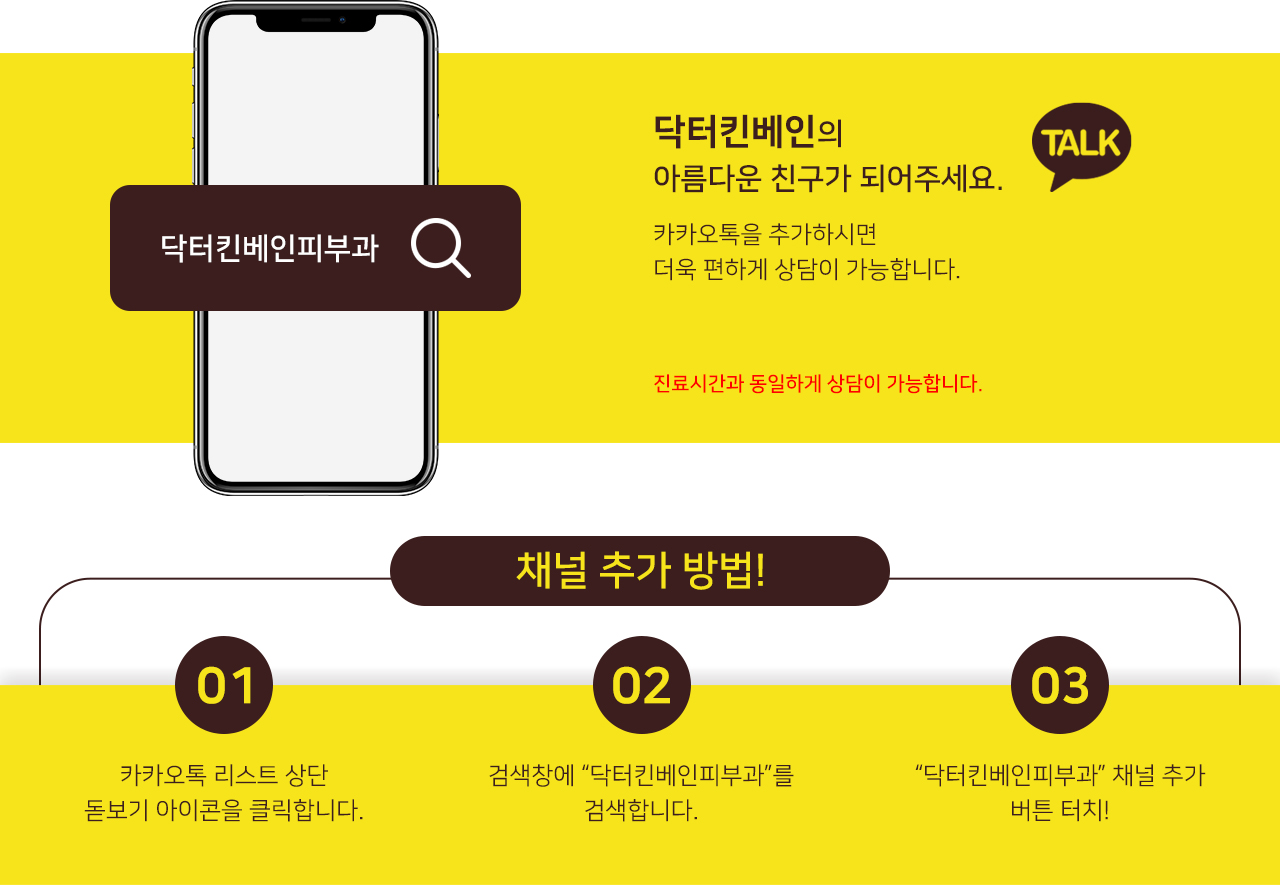 닥터킨베인피부과
닥터킨베인의
아름다운 친구가 되어주세요.
TALK
카카오톡을 추가하시면
더욱 편하게 상담이 가능합니다.
진료시간과 동일하게 상담이 가능합니다.
채널 추가 방법!
01
카카오톡 리스트 상단
돋보기 아이콘을 클릭합니다.
02
검색창에 “닥터킨베인피부과”를
검색합니다.
03
“닥터킨베인피부과” 채널 추가
버튼 터치!